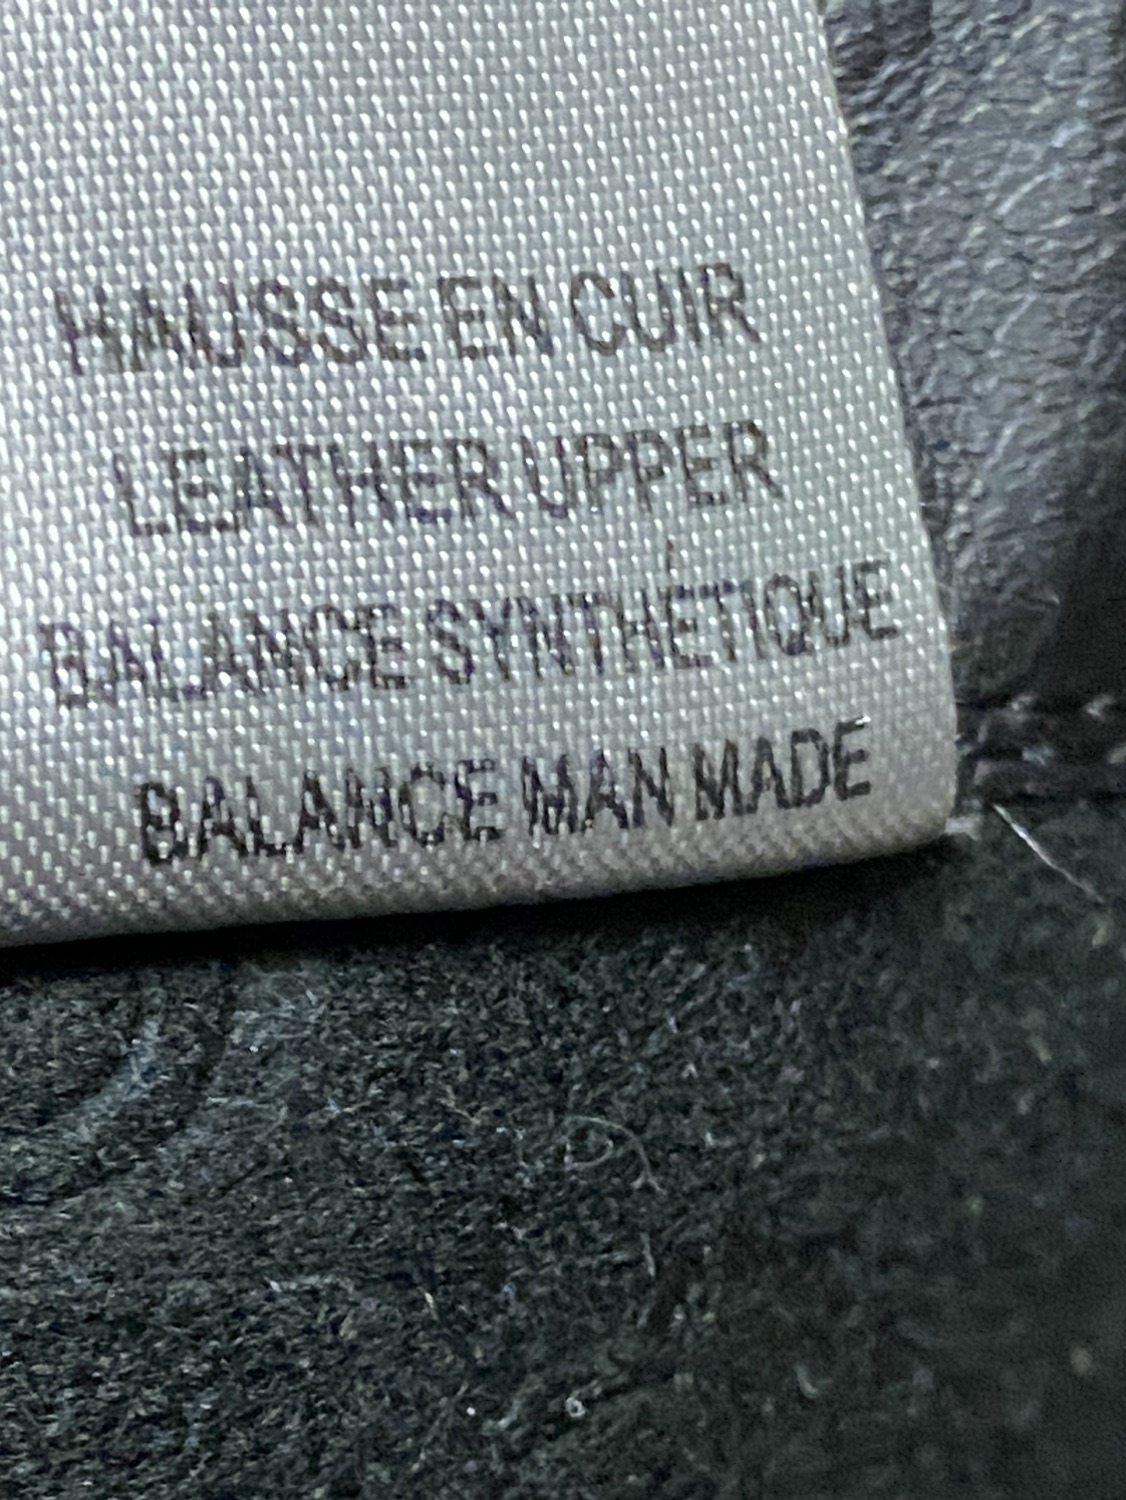 HAUSSE EN CUIR
LEATHER UPPER
BALANCE SYNTHÉTIQUE
BALANCE MAN MADE